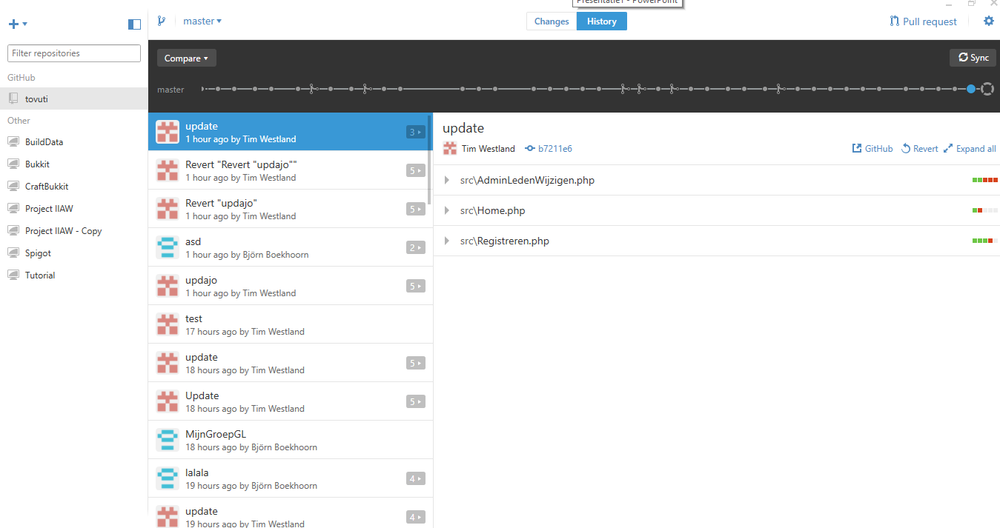 Presentatie1 - PowerPoint
master
Changes
History
Pull request
Filter repositories
GitHub
tovuti
Other
BuildData
Bukkit
CraftBukkit
Project IIAW
Project IIAW - Copy
Spigot
Tutorial
Compare
Sync
master
update
1 hour ago by Tim Westland
3
Revert "Revert "updajo""
1 hour ago by Tim Westland
5
Revert "updajo"
1 hour ago by Tim Westland
5
asd
1 hour ago by Björn Boekhoorn
2
updajo
1 hour ago by Tim Westland
5
test
17 hours ago by Tim Westland
update
18 hours ago by Tim Westland
5
Update
18 hours ago by Tim Westland
5
MijnGroepGL
18 hours ago by Björn Boekhoorn
lalala
19 hours ago by Björn Boekhoorn
4
update
19 hours ago by Tim Westland
4
update
Tim Westland b7211e6
GitHub Revert Expand all
src\AdminLedenWijzigen.php
src\Home.php
src\Registreren.php